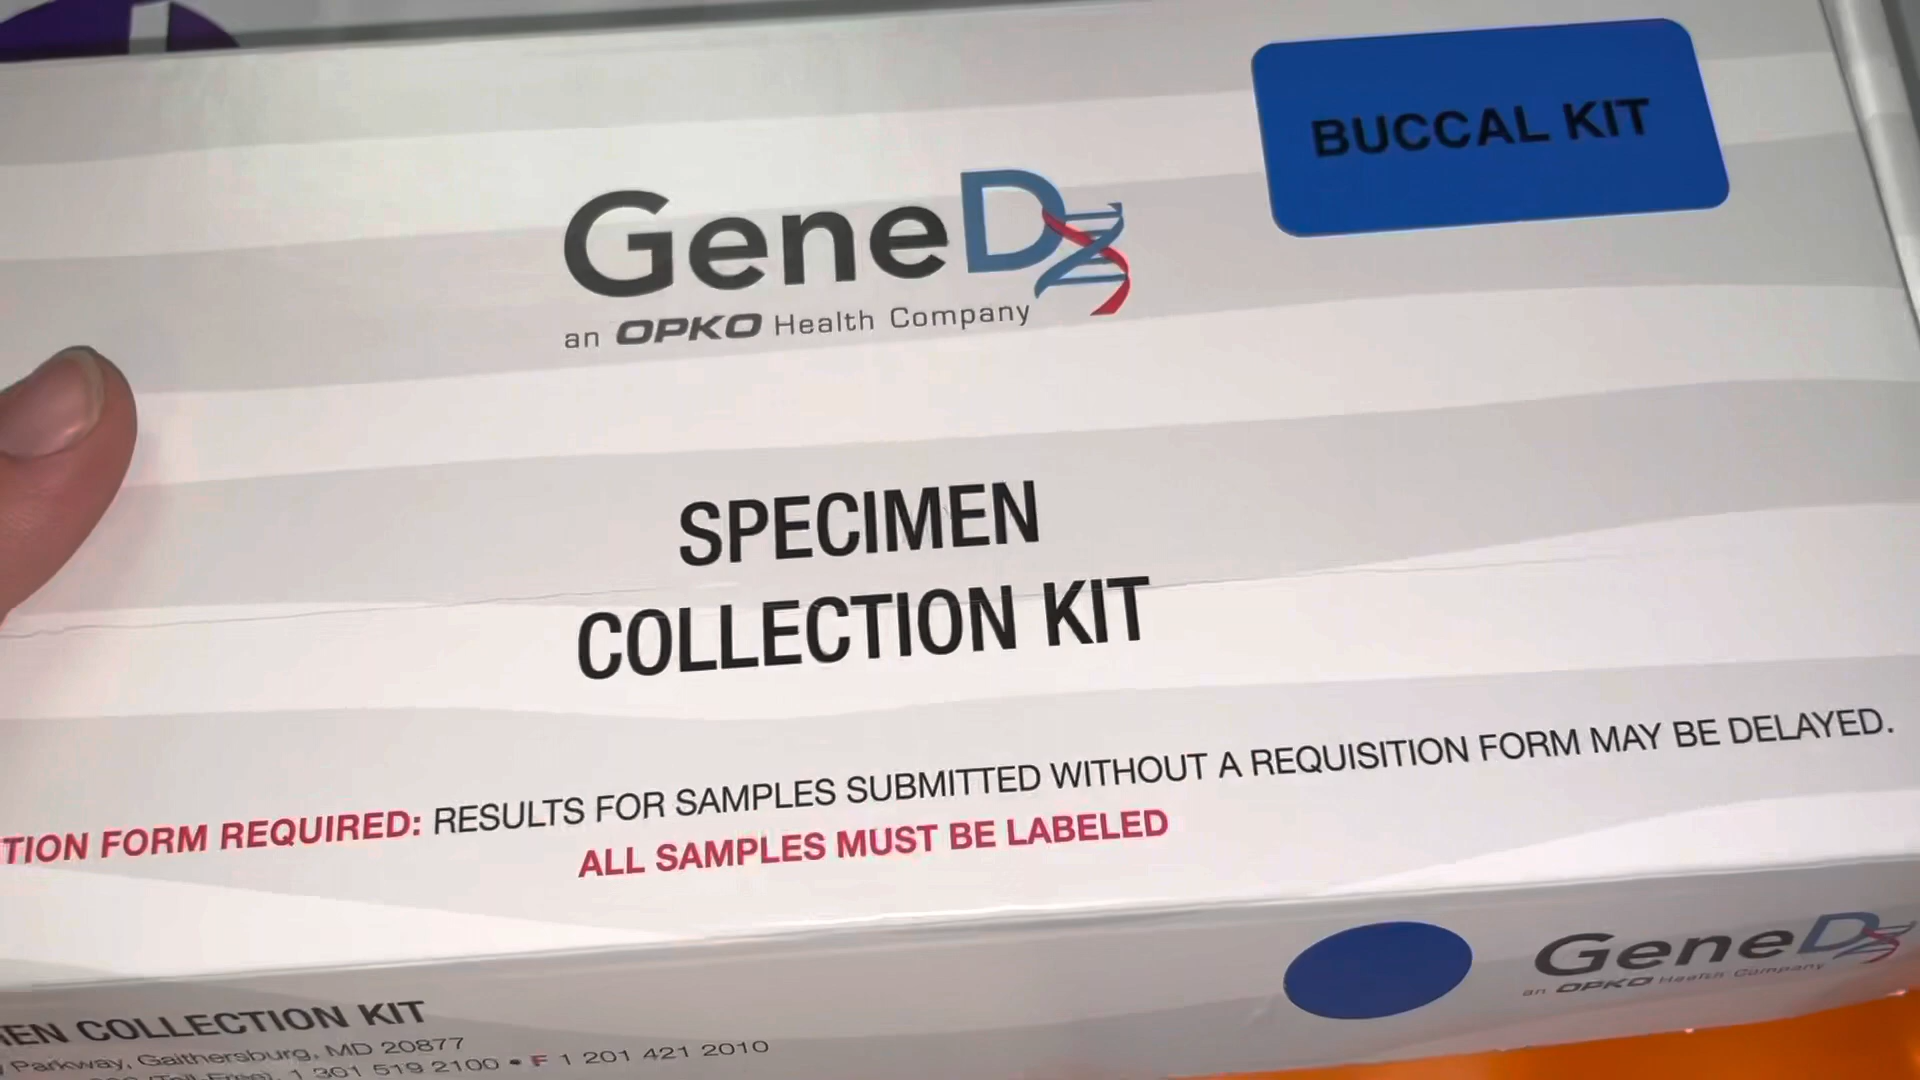 BUCCAL KIT
GeneDx
an OPKO Health Company
SPECIMEN
COLLECTION KIT
TION FORM REQUIRED: RESULTS FOR SAMPLES SUBMITTED WITHOUT A REQUISITION FORM MAY BE DELAYED.
ALL SAMPLES MUST BE LABELED
GeneDx
an OPKO Health Company
EN COLLECTION KIT
Parkway, Gaithersburg, MD 20877
(Toll-Free), 1 301 519 2100 • F 1 201 421 2010